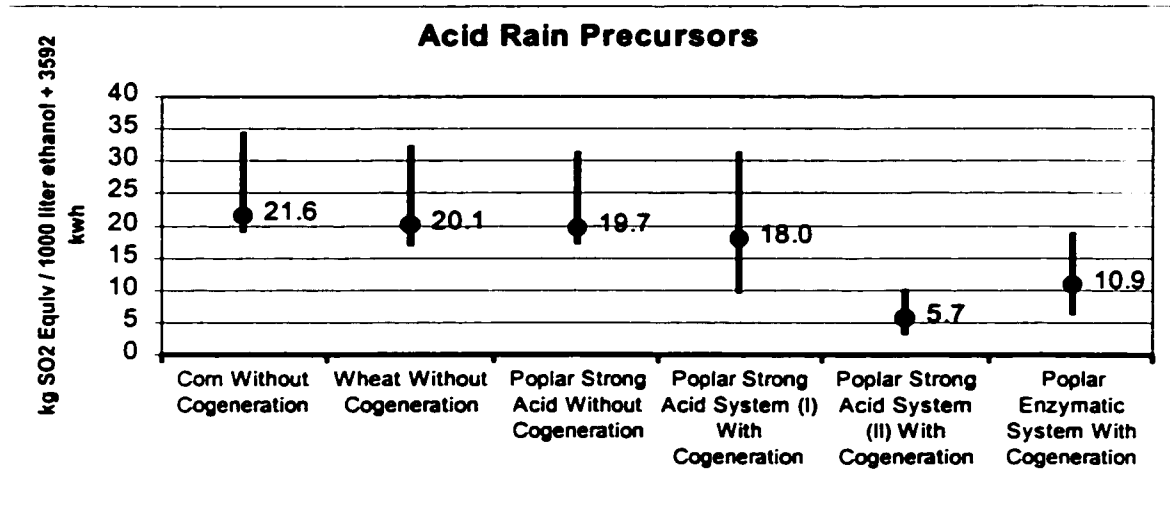 Acid Rain Precursors
kg SO2 Equiv / 1000 liter ethanol + 3592
kwh
40
35
30
25
20
15
10
5
0
21.6
20.1
19.7
18.0
5.7
10.9
Corn Without
Cogeneration
Wheat Without
Cogeneration
Poplar Strong
Acid Without
Cogeneration
Poplar Strong
Acid System (I)
With
Cogeneration
Poplar Strong
Acid System
(II) With
Cogeneration
Poplar
Enzymatic
System With
Cogeneration